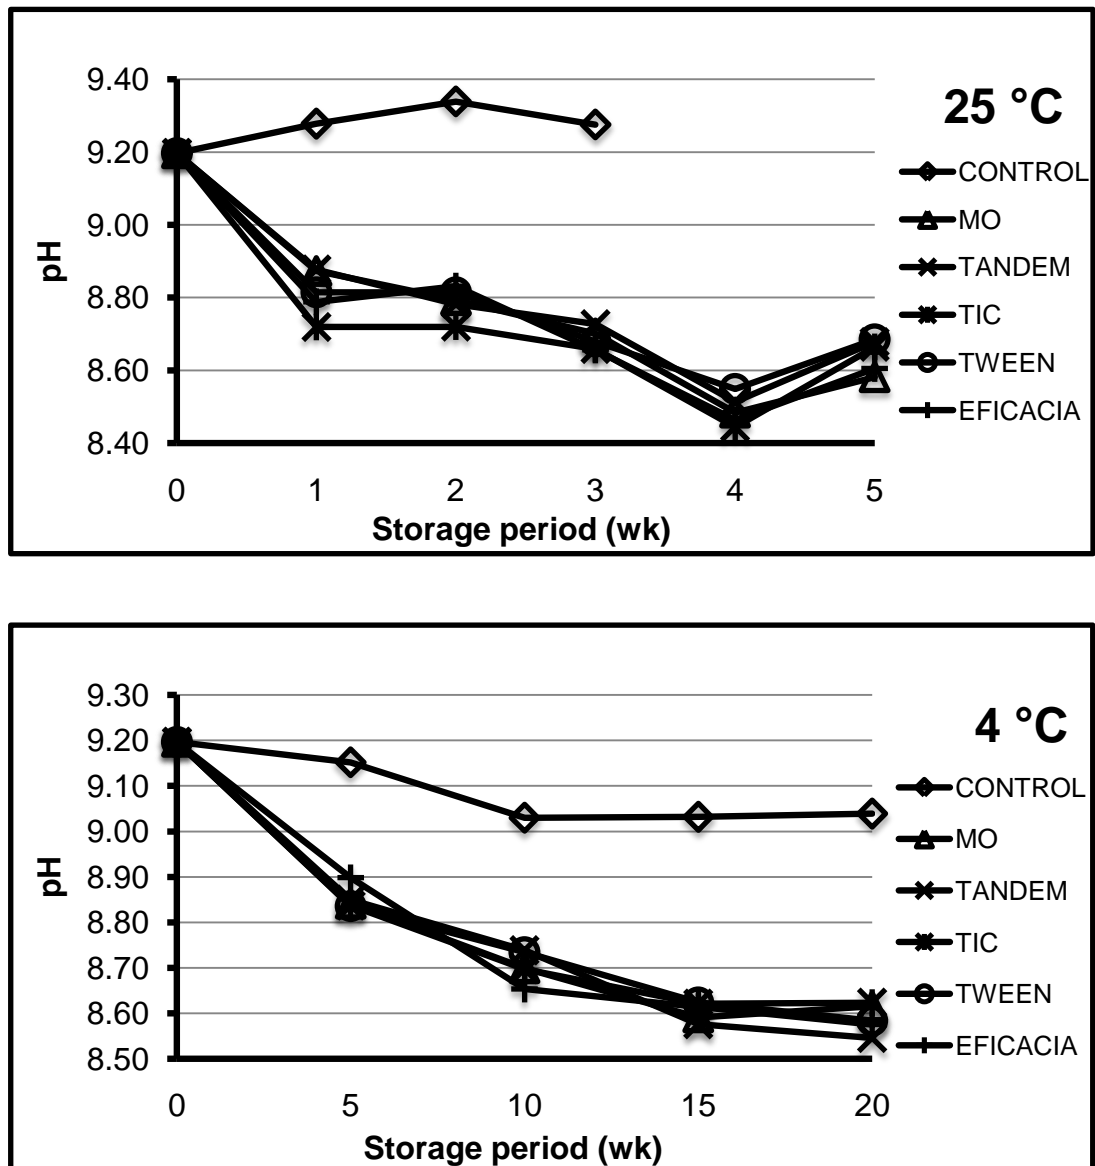 9.40
25 °C
9.20
CONTROL
9.00
MO
pH
TANDEM
8.80
TIC
TWEEN
8.60
EFICACIA
8.40
0 1 2 3 4 5
Storage period (wk)
9.30
4 °C
9.20
9.10
CONTROL
9.00
MO
8.90
pH
TANDEM
8.80
TIC
8.70
TWEEN
8.60
EFICACIA
8.50
0 5 10 15 20
Storage period (wk)